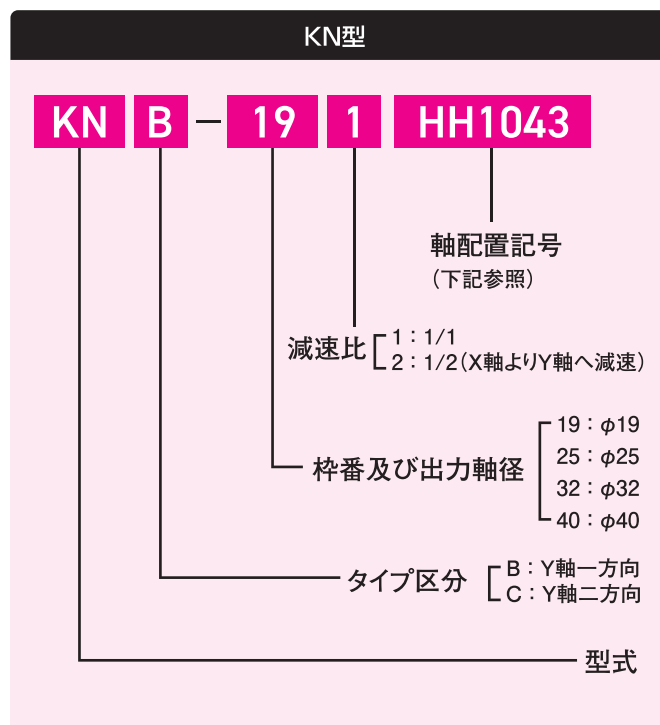 KN型
KN B - 19 1 HH1043
軸配置記号
(下記参照)
減速比
1：1/1
2：1/2(X軸よりY軸へ減速)
枠番及び出力軸径
19：φ19
25：φ25
32：φ32
40：φ40
タイプ区分
B：Y軸一方向
C：Y軸二方向
型式